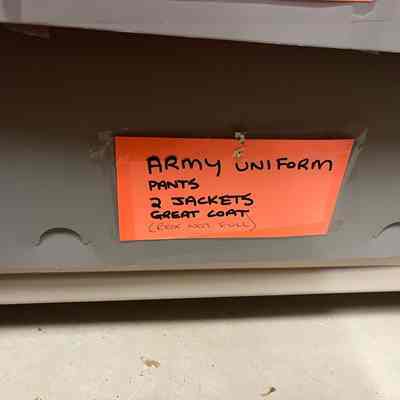 ARMY UNIFORM
PANTS
2 JACKETS
GREAT COAT
(BOX NOT FULL)